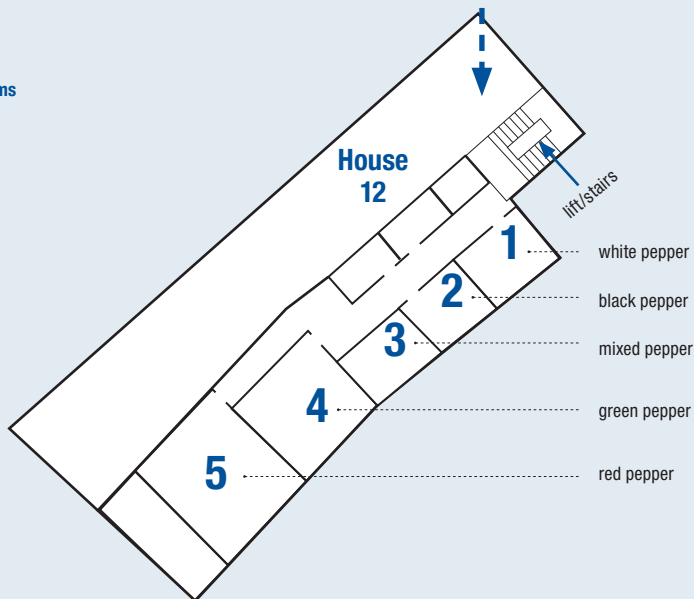 House
12
lift/stairs
1
white pepper
2
black pepper
3
mixed pepper
4
green pepper
5
red pepper